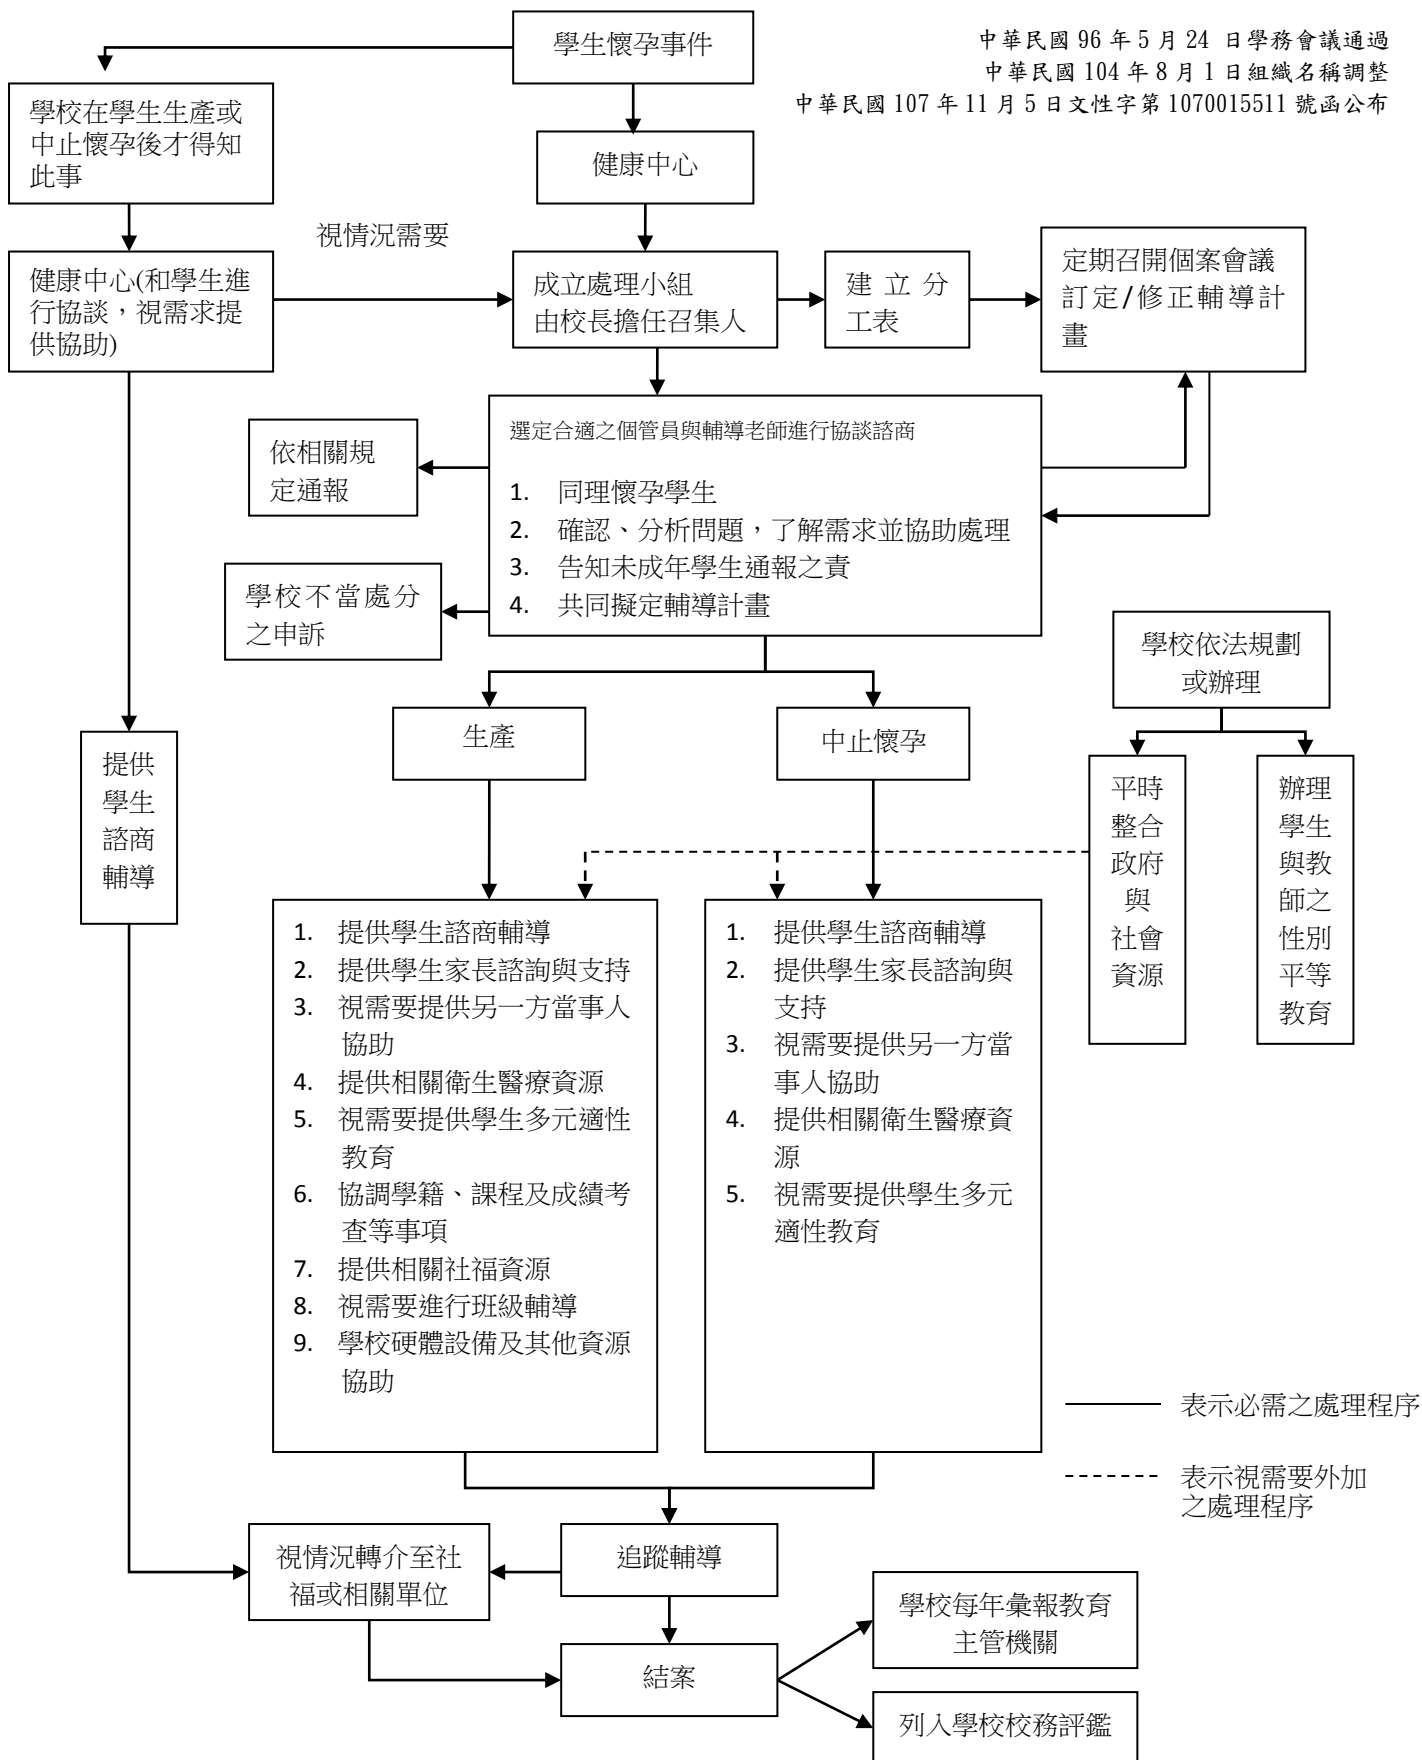 學生懷孕事件
中華民國 96 年 5 月 24 日學務會議通過
中華民國 104 年 8 月 1 日組織名稱調整
中華民國 107 年 11 月 5 日文性字第 1070015511 號函公布
學校在學生生產或
中止懷孕後才得知
此事
健康中心
視情況需要
健康中心(和學生進
行協談，視需求提
供協助)
成立處理小組
由校長擔任召集人
建立分
工表
定期召開個案會議
訂定/修正輔導計
畫
選定合適之個管員與輔導老師進行協談諮商
1. 同理懷孕學生
2. 確認、分析問題，了解需求並協助處理
3. 告知未成年學生通報之責
4. 共同擬定輔導計畫
依相關規
定通報
學校不當處分
之申訴
學校依法規劃
或辦理
生產
中止懷孕
提供
學生
諮商
輔導
平時
整合
政府
與
社會
資源
辦理
學生
與教
師之
性別
平等
教育
1. 提供學生諮商輔導
2. 提供學生家長諮詢與支持
3. 視需要提供另一方當事人
協助
4. 提供相關衛生醫療資源
5. 視需要提供學生多元適性
教育
6. 協調學籍、課程及成績考
查等事項
7. 提供相關社福資源
8. 視需要進行班級輔導
9. 學校硬體設備及其他資源
協助
1. 提供學生諮商輔導
2. 提供學生家長諮詢與
支持
3. 視需要提供另一方當
事人協助
4. 提供相關衛生醫療資
源
5. 視需要提供學生多元
適性教育
表示必需之處理程序
表示視需要外加
之處理程序
視情況轉介至社
福或相關單位
追蹤輔導
學校每年彙報教育
主管機關
結案
列入學校校務評鑑